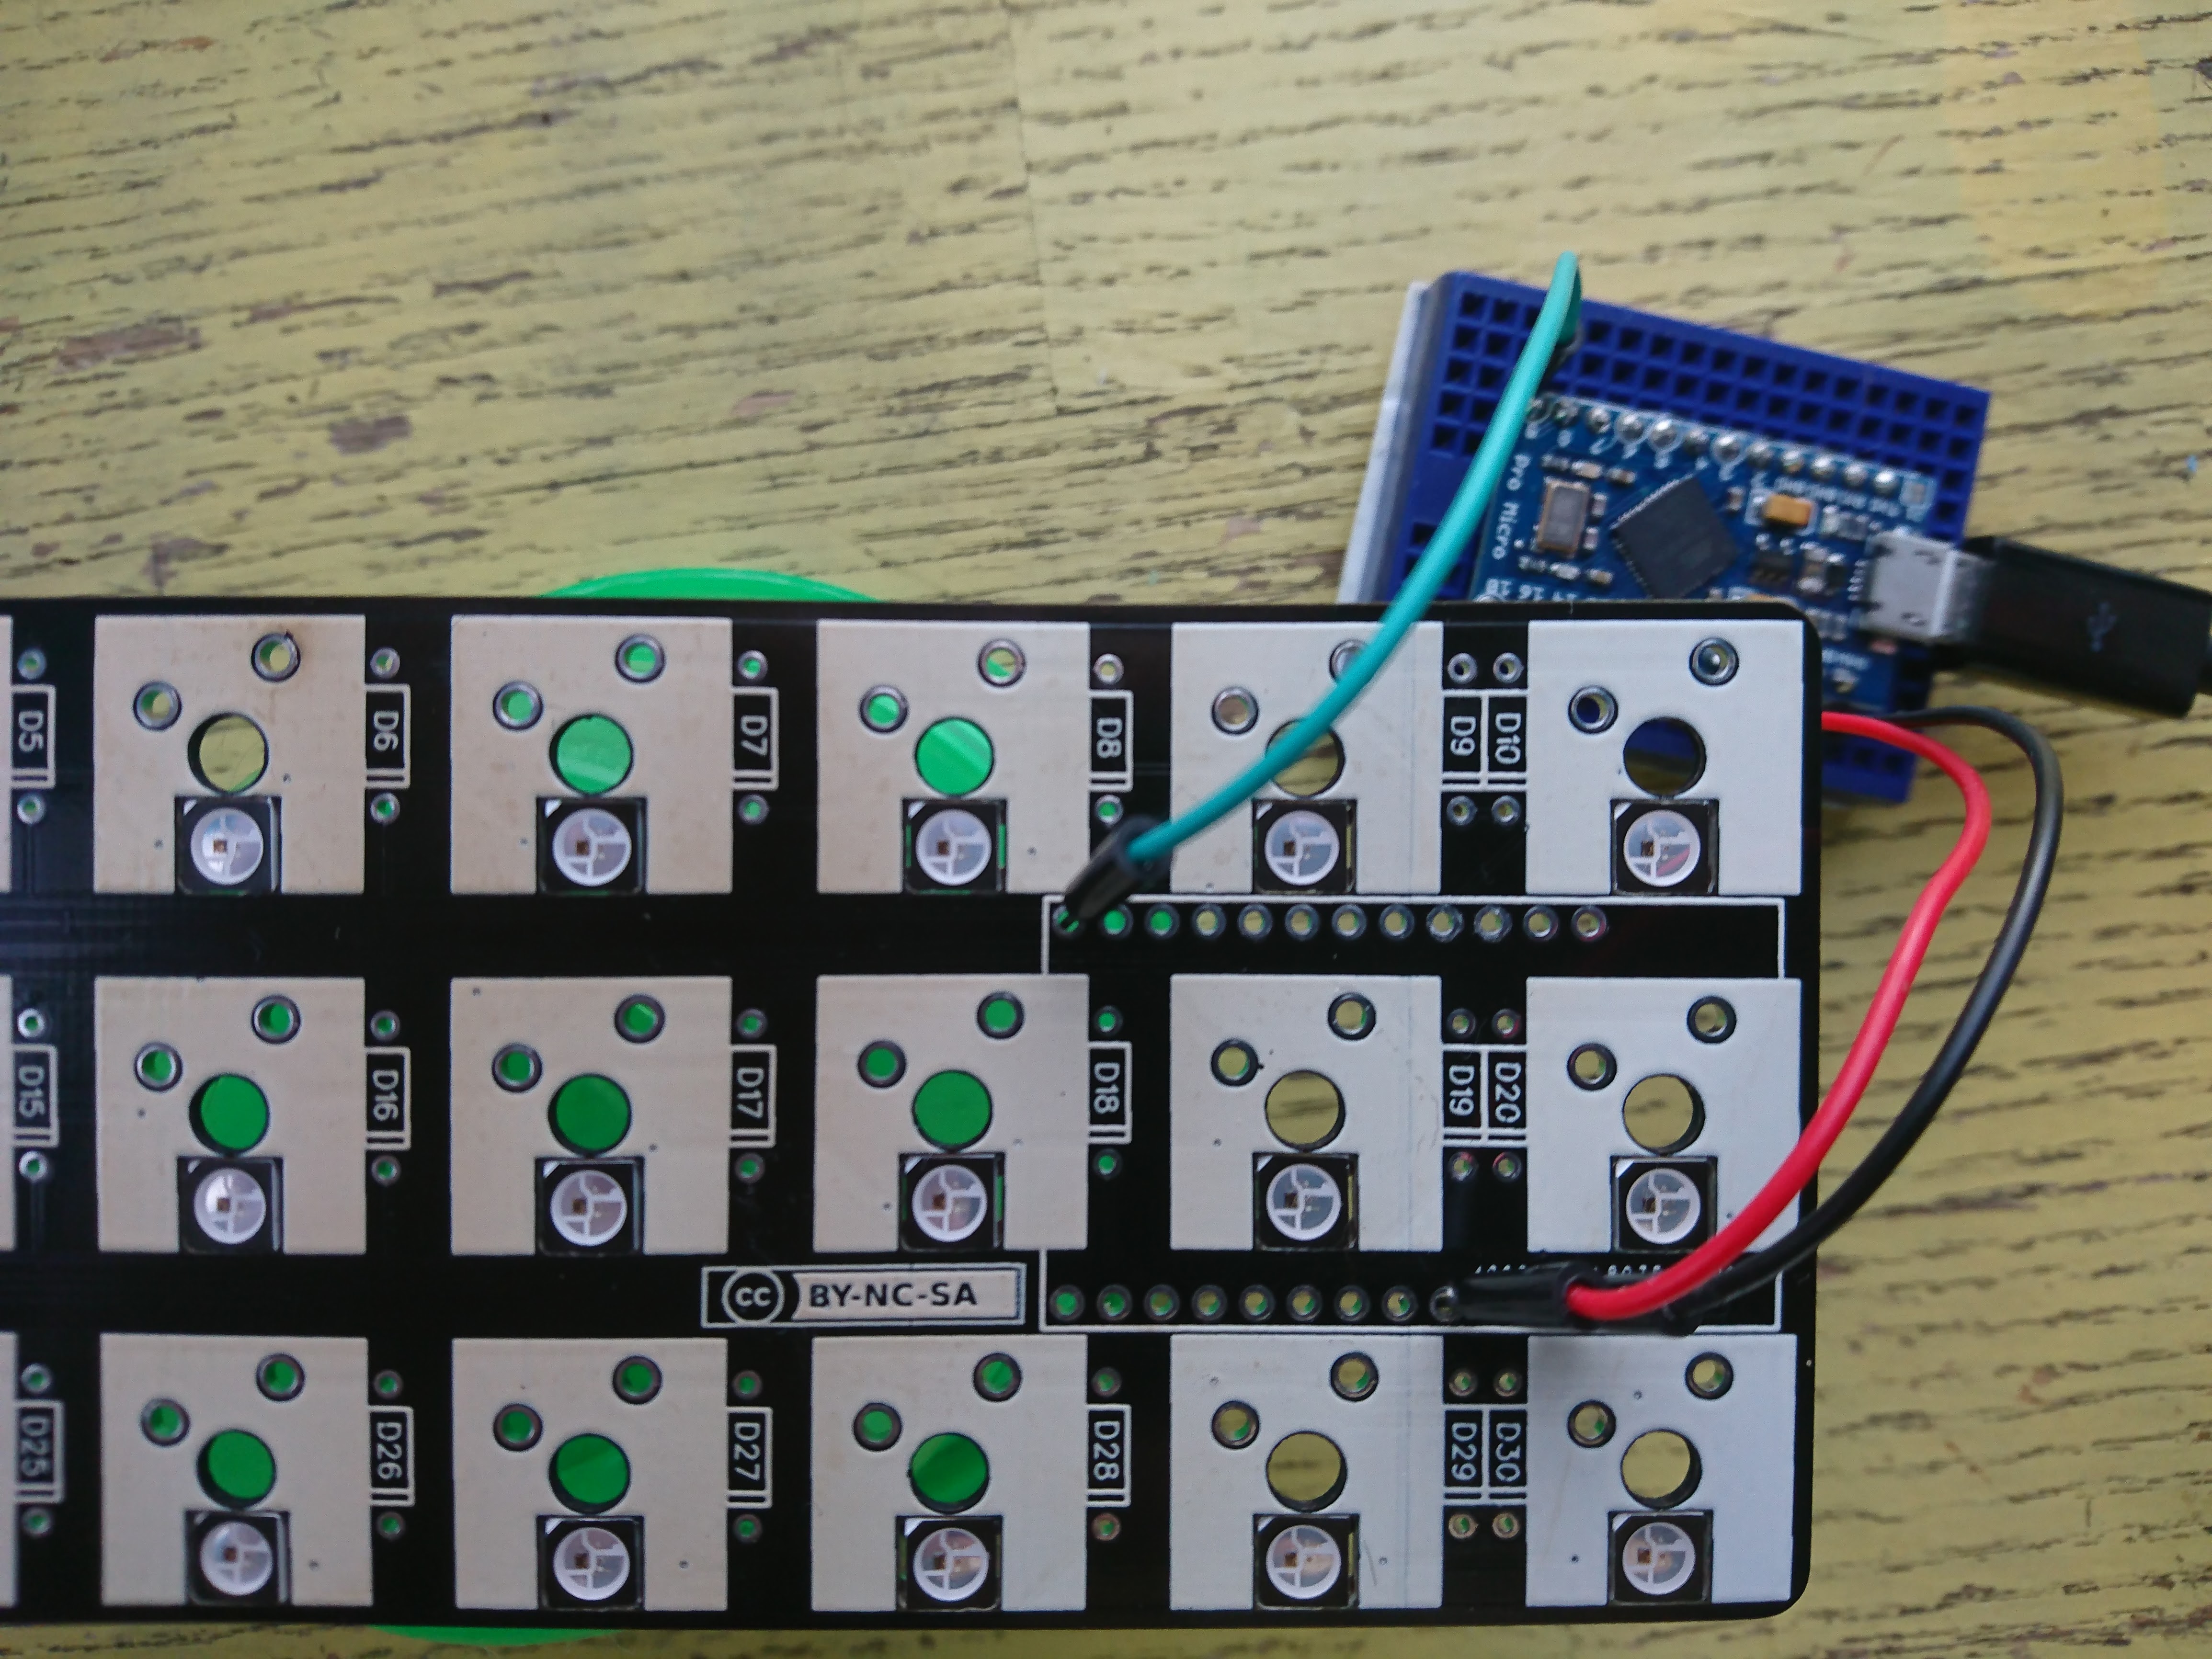 Pro Micro
D5
D6
D7
D8
D9
D10
D15
D16
D17
D18
D19
D20
cc BY-NC-SA
D25
D26
D27
D28
D29
D30